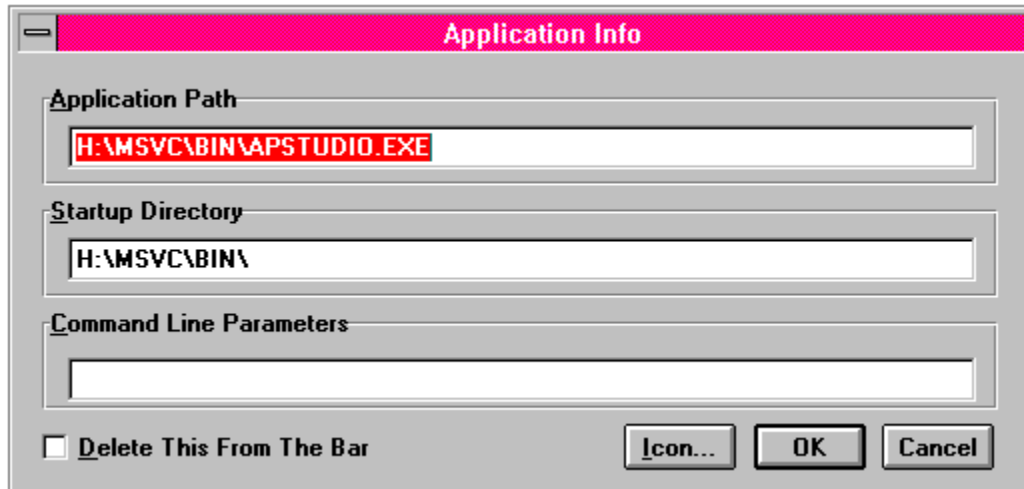 Application Info
Application Path
H:\MSVC\BIN\APSTUDIO.EXE
Startup Directory
H:\MSVC\BIN\
Command Line Parameters
Delete This From The Bar
Icon...
OK
Cancel